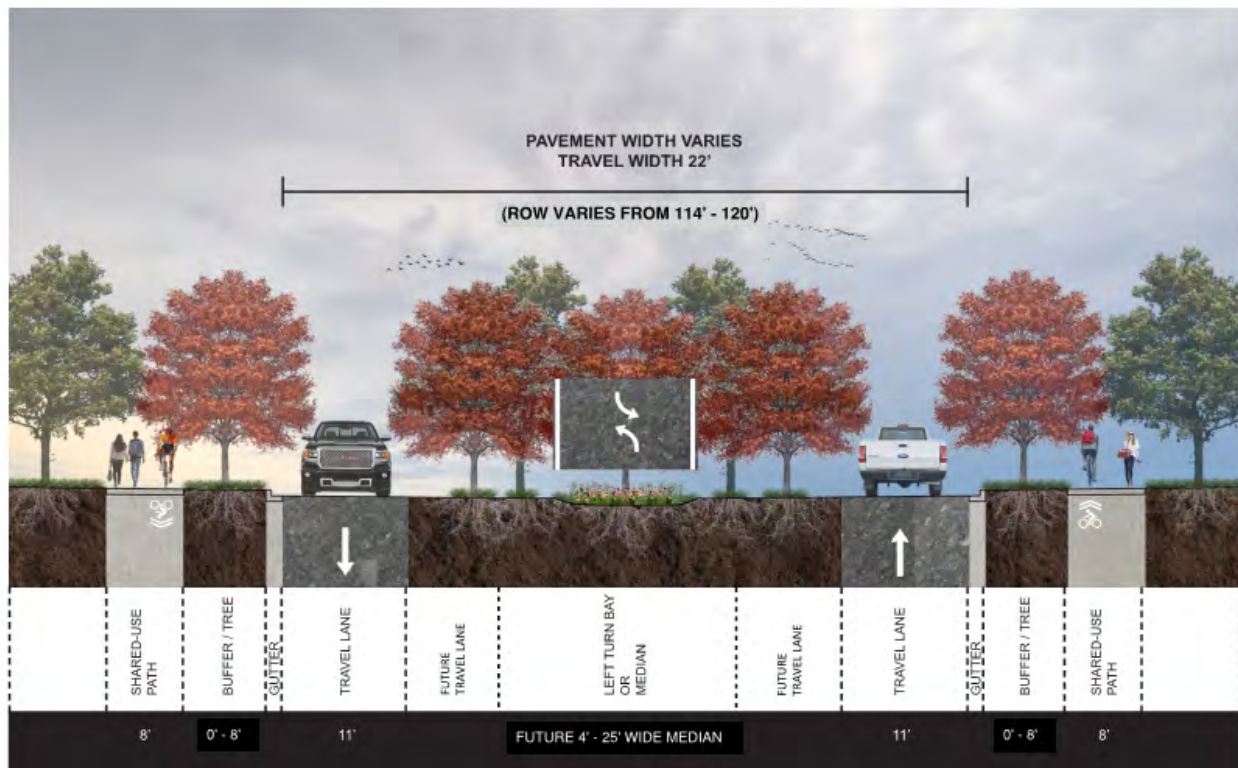 PAVEMENT WIDTH VARIES
TRAVEL WIDTH 22'
(ROW VARIES FROM 114' - 120')
SHARED-USE
PATH
BUFFER / TREE
GUTTER
TRAVEL LANE
FUTURE
TRAVEL LANE
LEFT TURN BAY
OR
MEDIAN
FUTURE
TRAVEL LANE
TRAVEL LANE
GUTTER
BUFFER / TREE
SHARED-USE
PATH
8'
0' - 8'
11'
FUTURE 4' - 25' WIDE MEDIAN
11'
0' - 8'
8'